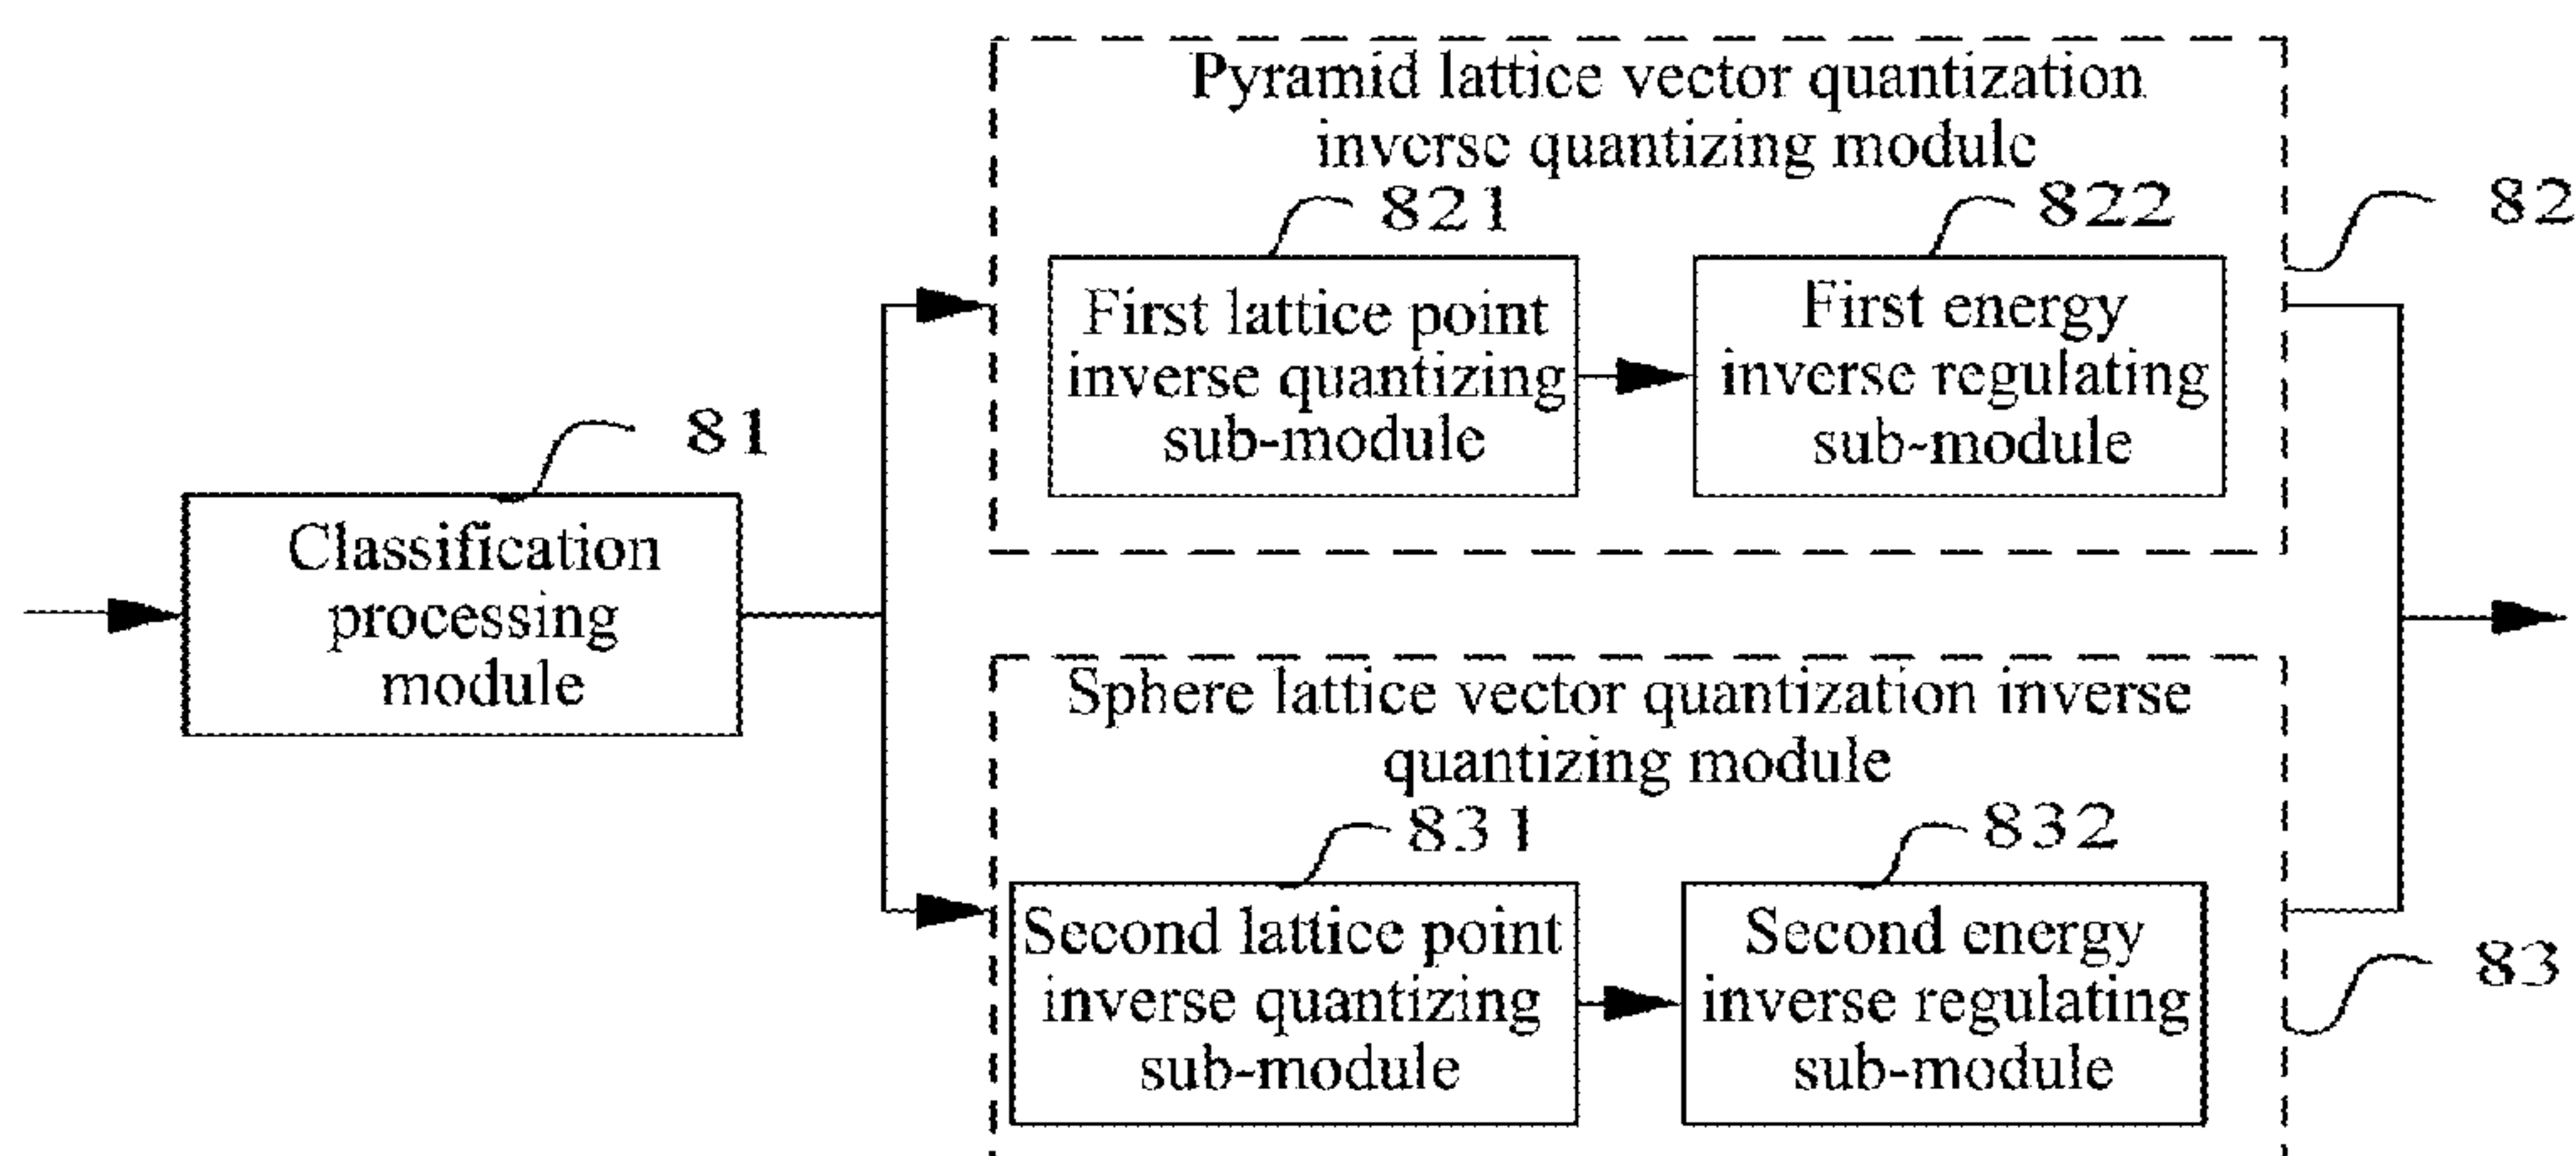 Pyramid lattice vector quantization
inverse quantizing module
821
822
82
First lattice point
inverse quantizing
sub-module
First energy
inverse regulating
sub-module
81
Classification
processing
module
Sphere lattice vector quantization inverse
quantizing module
831
832
Second lattice point
inverse quantizing
sub-module
Second energy
inverse regulating
sub-module
83